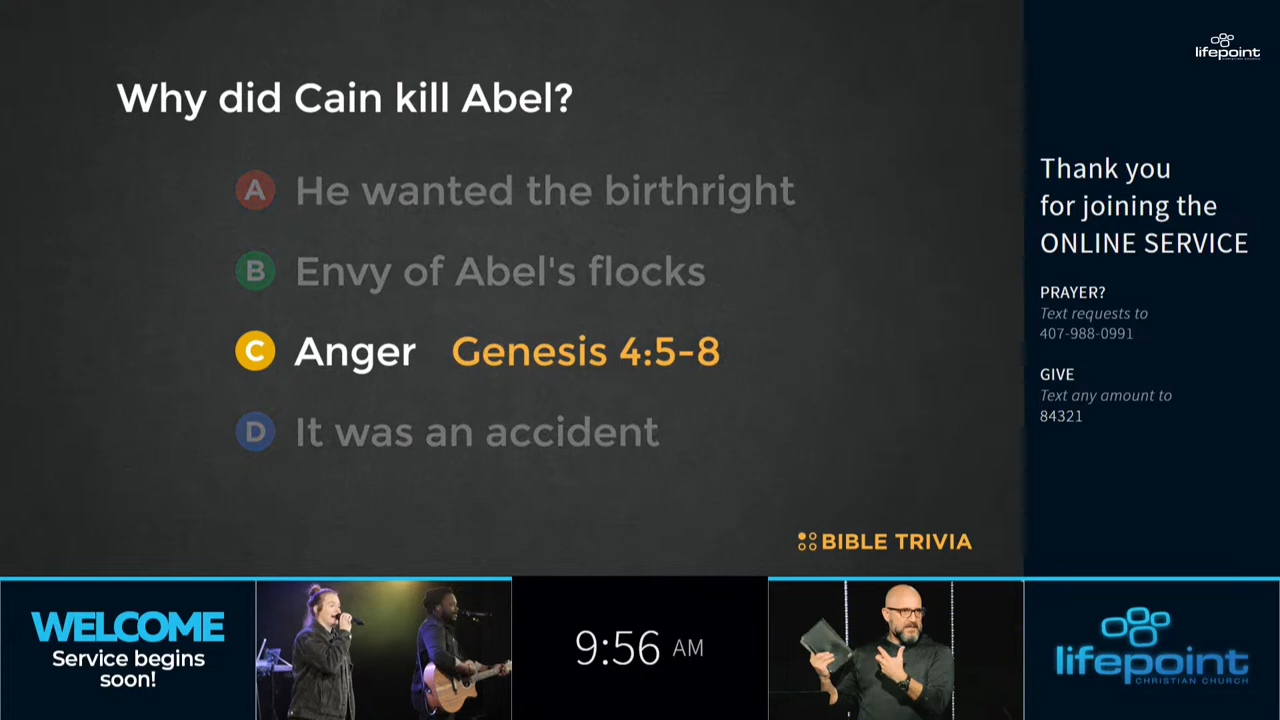 Why did Cain kill Abel?
A He wanted the birthright
B Envy of Abel's flocks
C Anger Genesis 4:5-8
D It was an accident
BIBLE TRIVIA
lifepoint
CHRISTIAN CHURCH
Thank you
for joining the
ONLINE SERVICE
PRAYER?
Text requests to
407-988-0991
GIVE
Text any amount to
84321
WELCOME
Service begins
soon!
9:56 AM
lifepoint
CHRISTIAN CHURCH